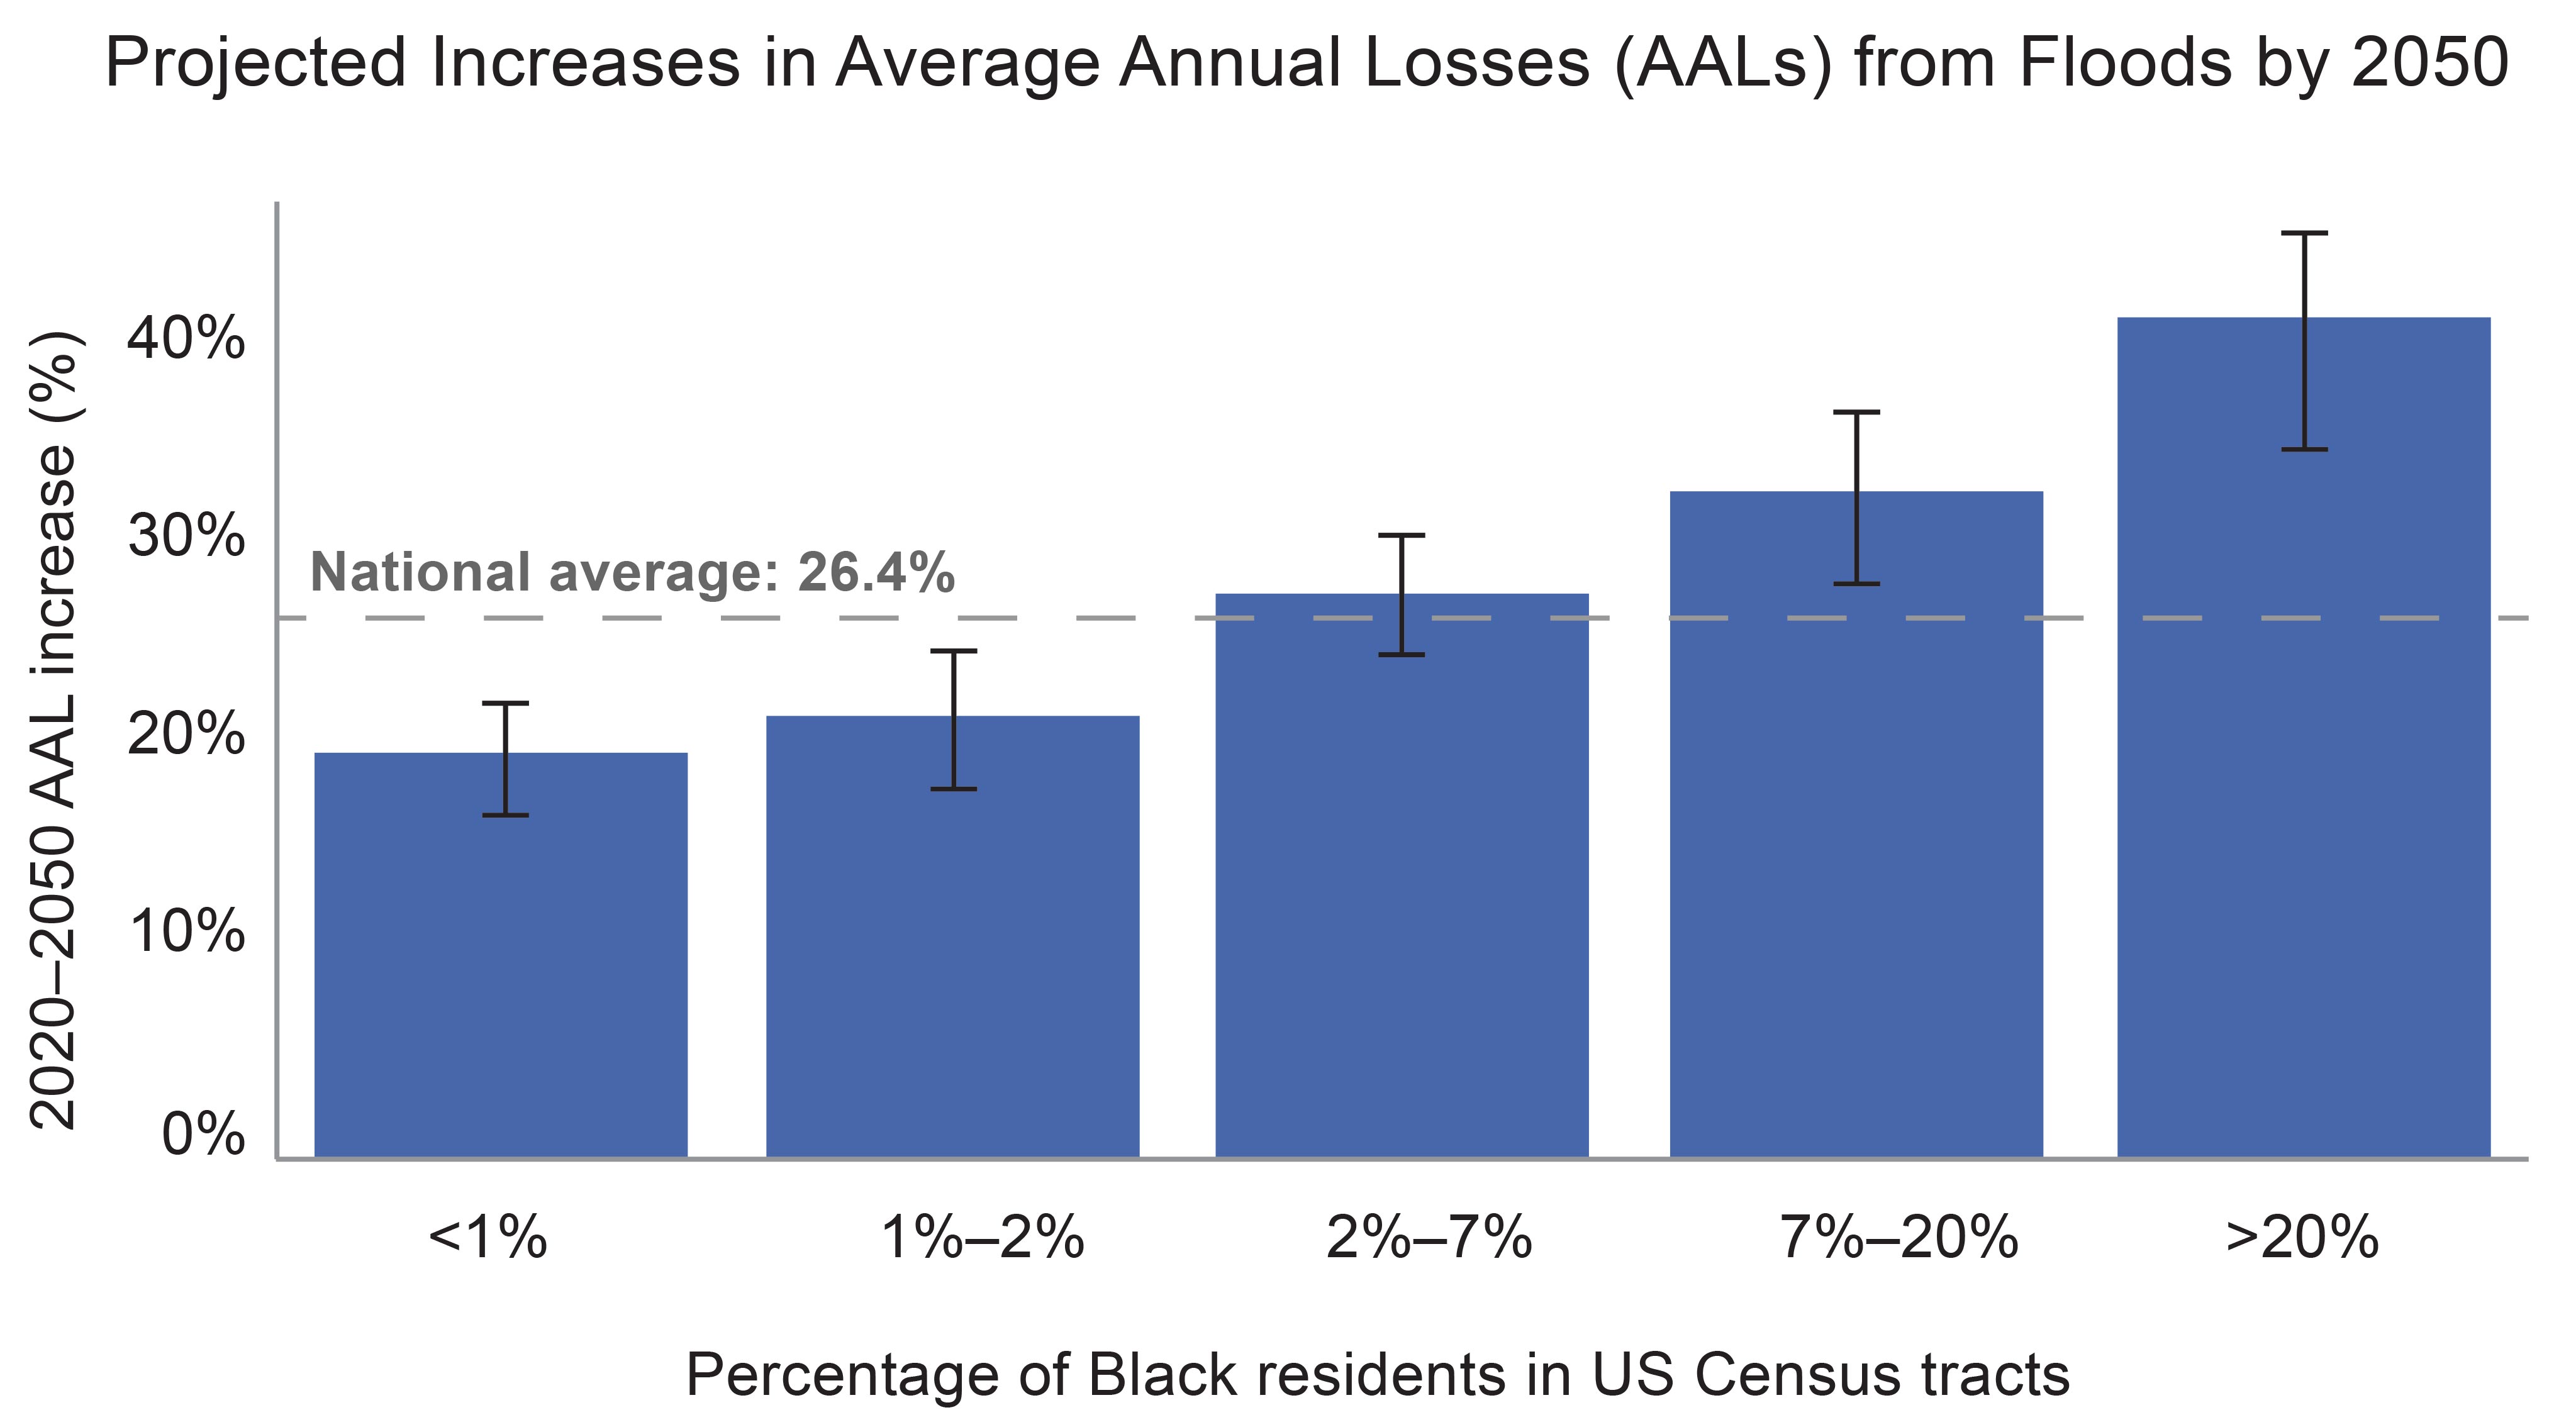 Projected Increases in Average Annual Losses (AALs) from Floods by 2050
2020–2050 AAL increase (%)
40%
30%
20%
10%
0%
National average: 26.4%
<1%
1%–2%
2%–7%
7%–20%
>20%
Percentage of Black residents in US Census tracts